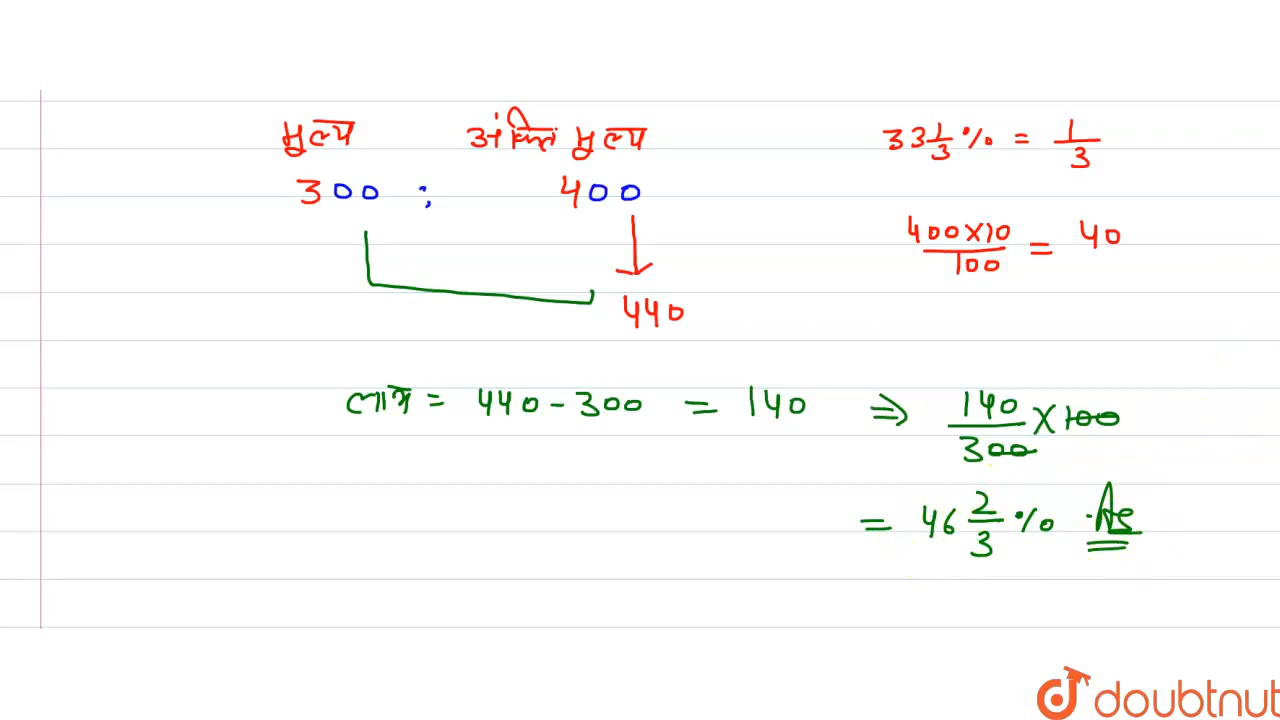 मुल्य अंकित मुल्य 33 1/3 % = 1/3
300 : 400
400×10/100 = 40
440
लाभ = 440 - 300 = 140 ⇒ 140/300 × 100
= 46 2/3 % Ans
doubtnut